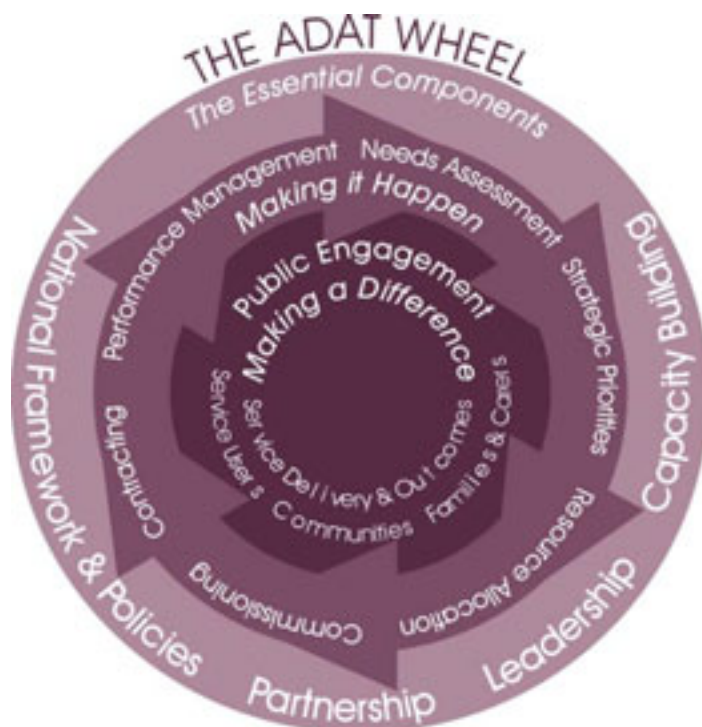 THE ADAT WHEEL
The Essential Components
National Framework & Policies
Partnership
Leadership
Capacity Building
Making it Happen
Needs Assessment
Strategic Priorities
Resource Allocation
Commissioning
Contracting
Performance Management
Public Engagement
Making a Difference
Service Users
Communities
Families & Carers
Service Delivery & Outcomes